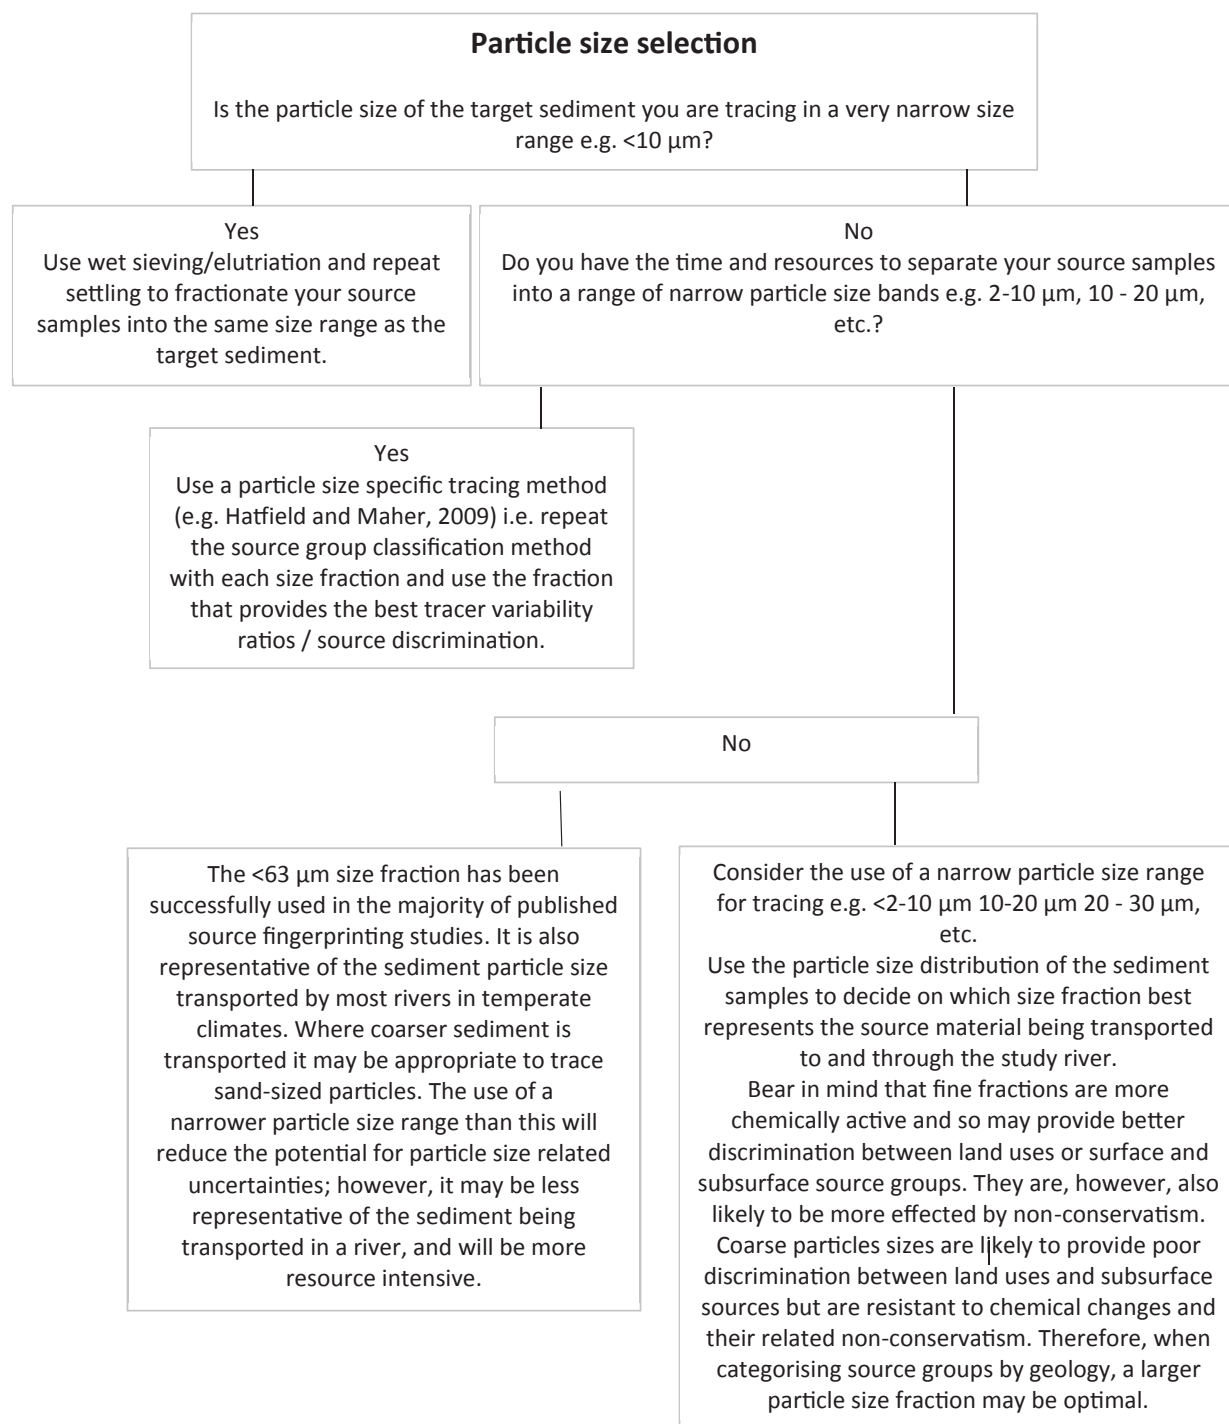 Particle size selection
Is the particle size of the target sediment you are tracing in a very narrow size
range e.g. <10 µm?
Yes
Use wet sieving/elutriation and repeat
settling to fractionate your source
samples into the same size range as the
target sediment.
No
Do you have the time and resources to separate your source samples
into a range of narrow particle size bands e.g. 2-10 µm, 10 - 20 µm,
etc.?
Yes
Use a particle size specific tracing method
(e.g. Hatfield and Maher, 2009) i.e. repeat
the source group classification method
with each size fraction and use the fraction
that provides the best tracer variability
ratios / source discrimination.
No
The <63 µm size fraction has been
successfully used in the majority of published
source fingerprinting studies. It is also
representative of the sediment particle size
transported by most rivers in temperate
climates. Where coarser sediment is
transported it may be appropriate to trace
sand-sized particles. The use of a
narrower particle size range than this will
reduce the potential for particle size related
uncertainties; however, it may be less
representative of the sediment being
transported in a river, and will be more
resource intensive.
Consider the use of a narrow particle size range
for tracing e.g. <2-10 µm 10-20 µm 20 - 30 µm,
etc.
Use the particle size distribution of the sediment
samples to decide on which size fraction best
represents the source material being transported
to and through the study river.
Bear in mind that fine fractions are more
chemically active and so may provide better
discrimination between land uses or surface and
subsurface source groups. They are, however, also
likely to be more effected by non-conservatism.
Coarse particles sizes are likely to provide poor
discrimination between land uses and subsurface
sources but are resistant to chemical changes and
their related non-conservatism. Therefore, when
categorising source groups by geology, a larger
particle size fraction may be optimal.